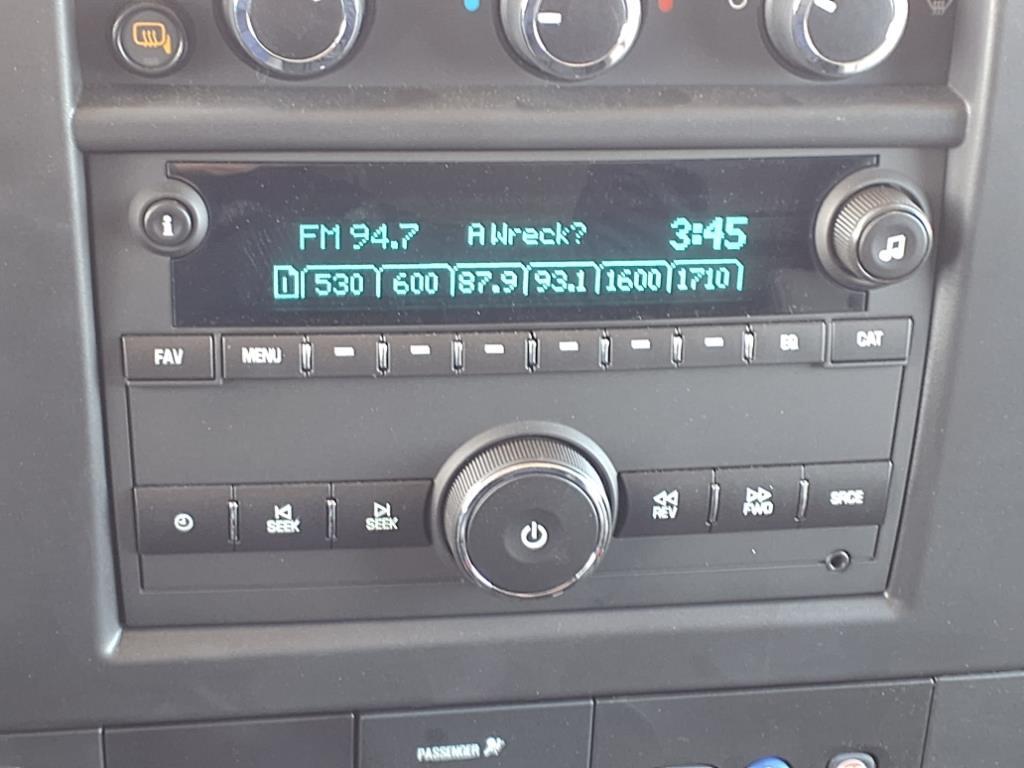 i
FM 94.7 A Wreck? 3:45
1 530 600 87.9 93.1 1600 1710
FAV MENU EQ CAT
SEEK SEEK REV FWD SRCE
PASSENGER